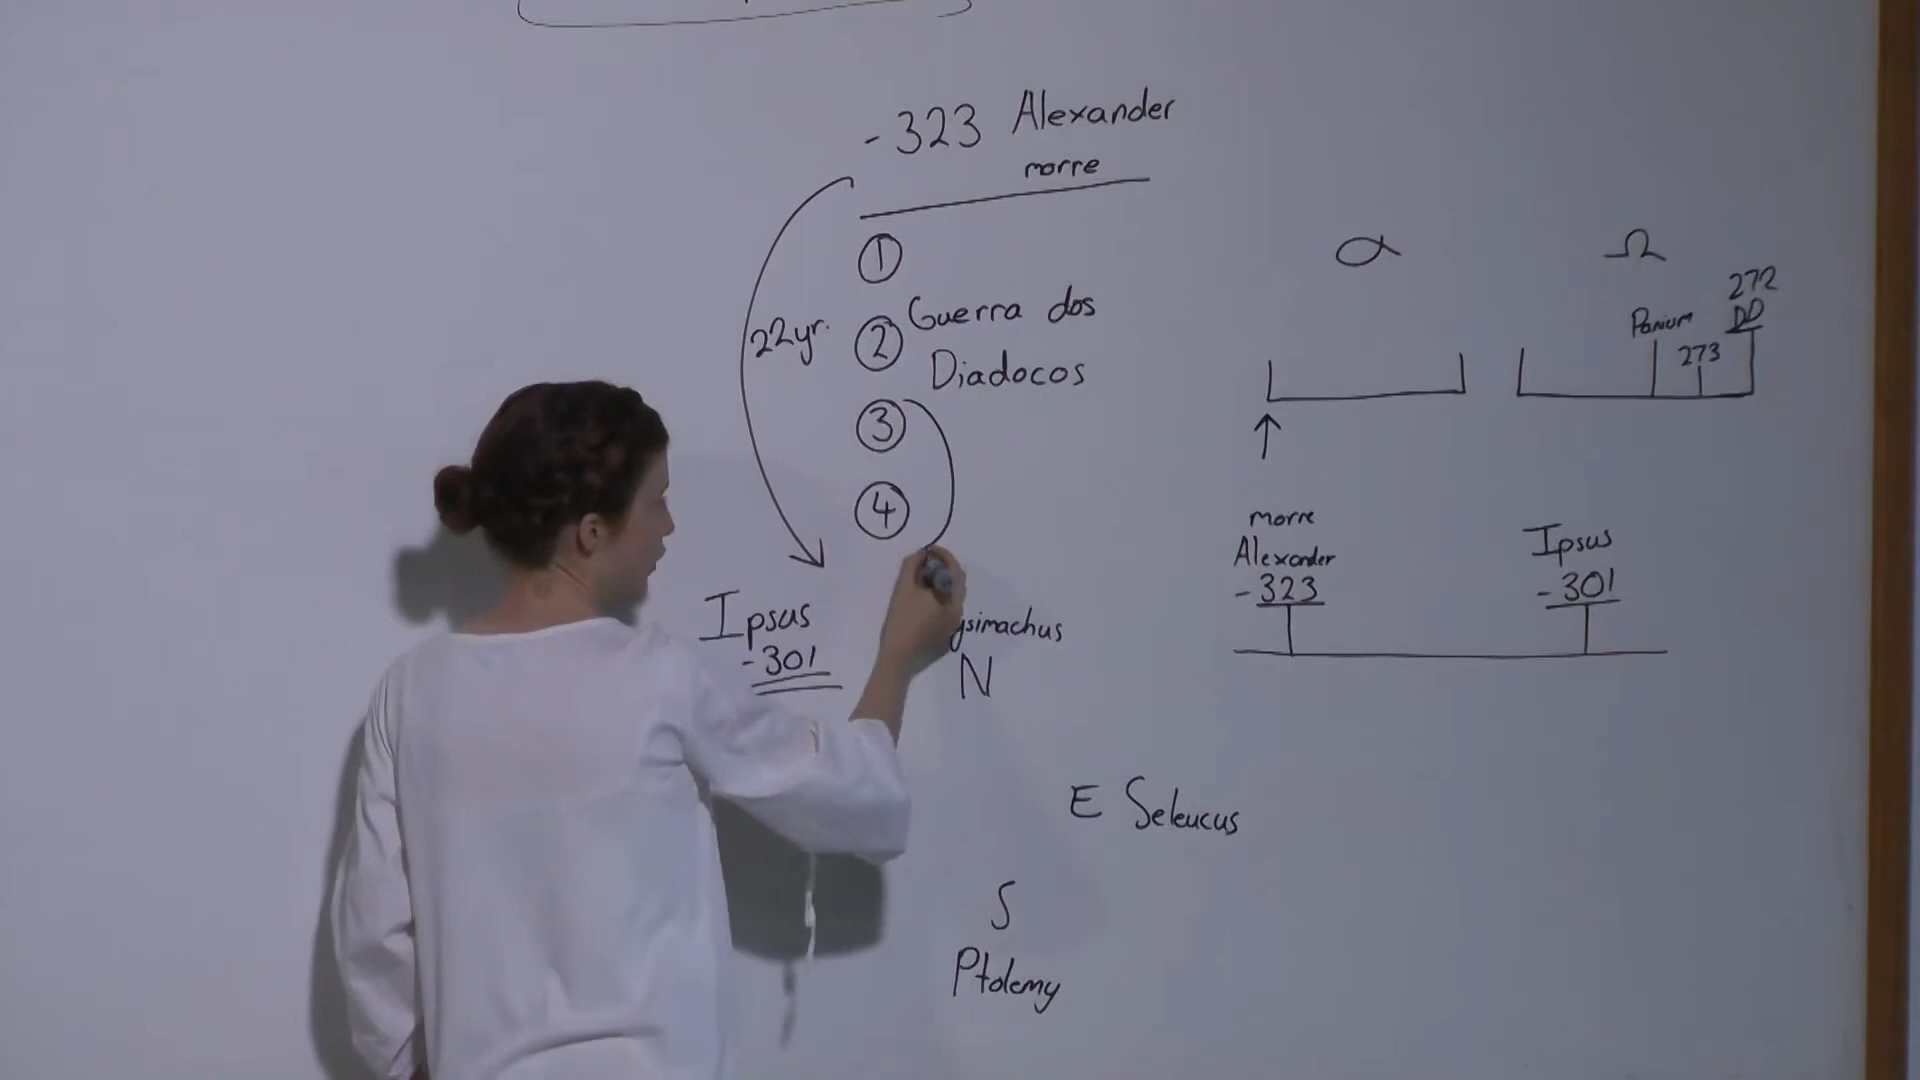 -323 Alexander
morre
①
22yr.
② Guerra dos
Diadocos
③
④
Ipsus
-301
ysimachus
N
E Seleucus
S
Ptolemy
α
Ω
272
DD
Panium
273
morre
Alexander
-323
Ipsus
-301